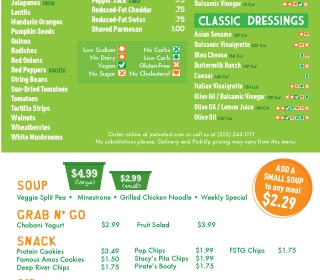 Jalapenos FRESH
Lentils
Mandarin Oranges
Pumpkin Seeds
Quinoa
Radishes
Red Onions
Red Peppers ROASTED
String Beans
Sun-Dried Tomatoes
Tomatoes
Tortilla Strips
Walnuts
Wheatberries
White Mushrooms
Reduced-Fat Cheddar .75
Reduced-Fat Swiss .75
Shaved Parmesan 1.00
Low Sodium No Carbs
No Dairy Low Carb
Vegan Gluten-Free
No Sugar No Cholesterol
Balsamic Vinegar
CLASSIC DRESSINGS
Asian Sesame
Balsamic Vinaigrette
Bleu Cheese
Buttermilk Ranch
Caesar
Italian Vinaigrette
Olive Oil / Balsamic Vinegar
Olive Oil / Lemon Juice
Olive Oil
Order online at justsalad.com or call us at (212) 244-1111
No substitutions please. Delivery and Pick-Up pricing may vary from this menu.
SOUP $4.99 (large) $2.99 (small)
Veggie Split Pea • Minestrone • Grilled Chicken Noodle • Weekly Special
ADD A
SMALL SOUP
to any meal
$2.29
GRAB N' GO
Chobani Yogurt $2.99 Fruit Salad $3.99
SNACK
Protein Cookies $3.49 Pop Chips $1.99 FSTG Chips $1.75
Famous Amos Cookies $1.50 Stacy's Pita Chips $1.99
Deep River Chips $1.75 Pirate's Booty $1.75